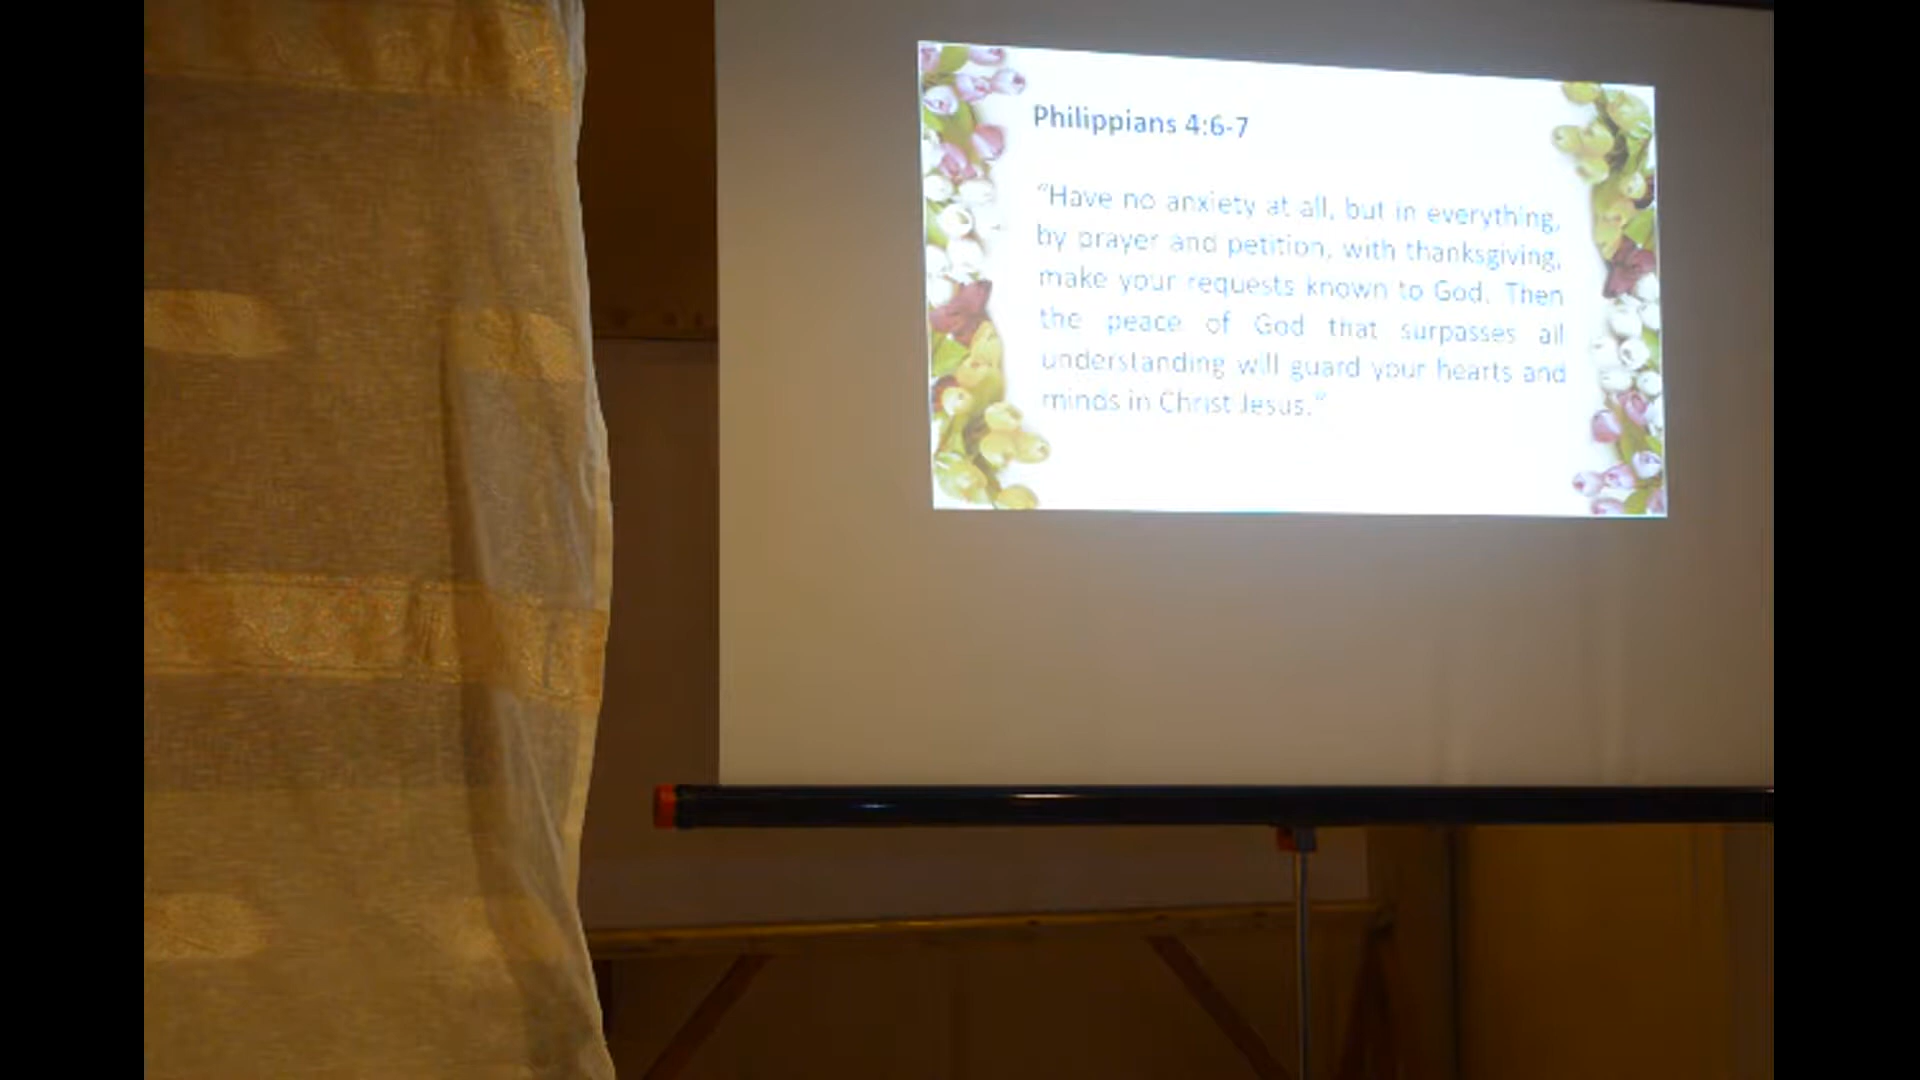 Philippians 4:6-7
“Have no anxiety at all, but in everything,
by prayer and petition, with thanksgiving,
make your requests known to God. Then
the peace of God that surpasses all
understanding will guard your hearts and
minds in Christ Jesus.”